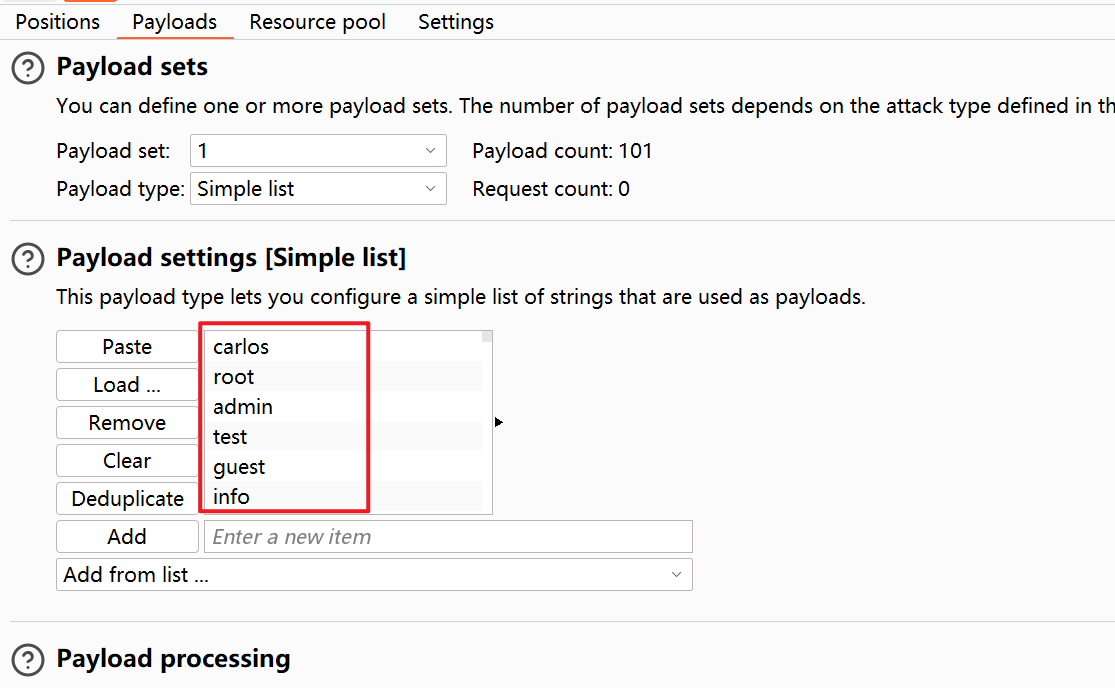 Positions Payloads Resource pool Settings
Payload sets
You can define one or more payload sets. The number of payload sets depends on the attack type defined in th
Payload set: 1 Payload count: 101
Payload type: Simple list Request count: 0
Payload settings [Simple list]
This payload type lets you configure a simple list of strings that are used as payloads.
Paste carlos
Load ... root
Remove admin
Clear test
Deduplicate guest
info
Add Enter a new item
Add from list ...
Payload processing